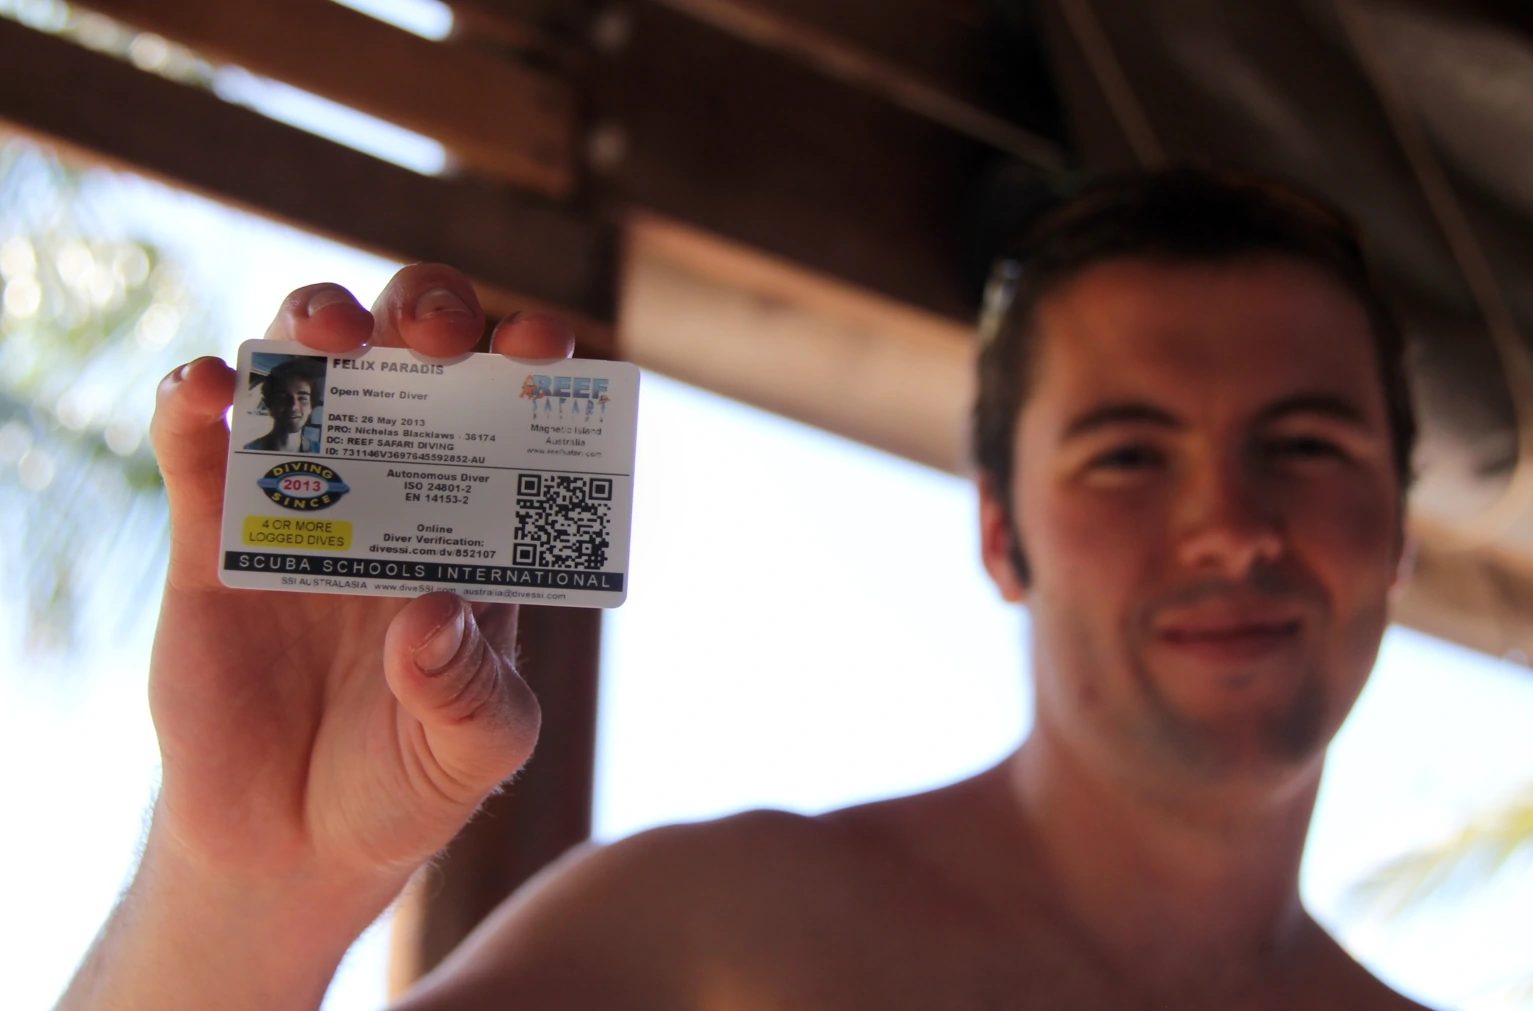 FELIX PARADIS
Open Water Diver
DATE: 26 May 2013
PRO: Nicholas Blacklaws - 36174
DC: REEF SAFARI DIVING
ID: 731146V3697645592852-AU
REEF
SAFARI
Magnetic Island
Australia
www.reefsafari.com
DIVING
2013
SINCE
4 OR MORE
LOGGED DIVES
Autonomous Diver
ISO 24801-2
EN 14153-2
Online
Diver Verification:
divessi.com/dv/852107
SCUBA SCHOOLS INTERNATIONAL
SSI AUSTRALASIA www.diveSSI.com australia@divessi.com